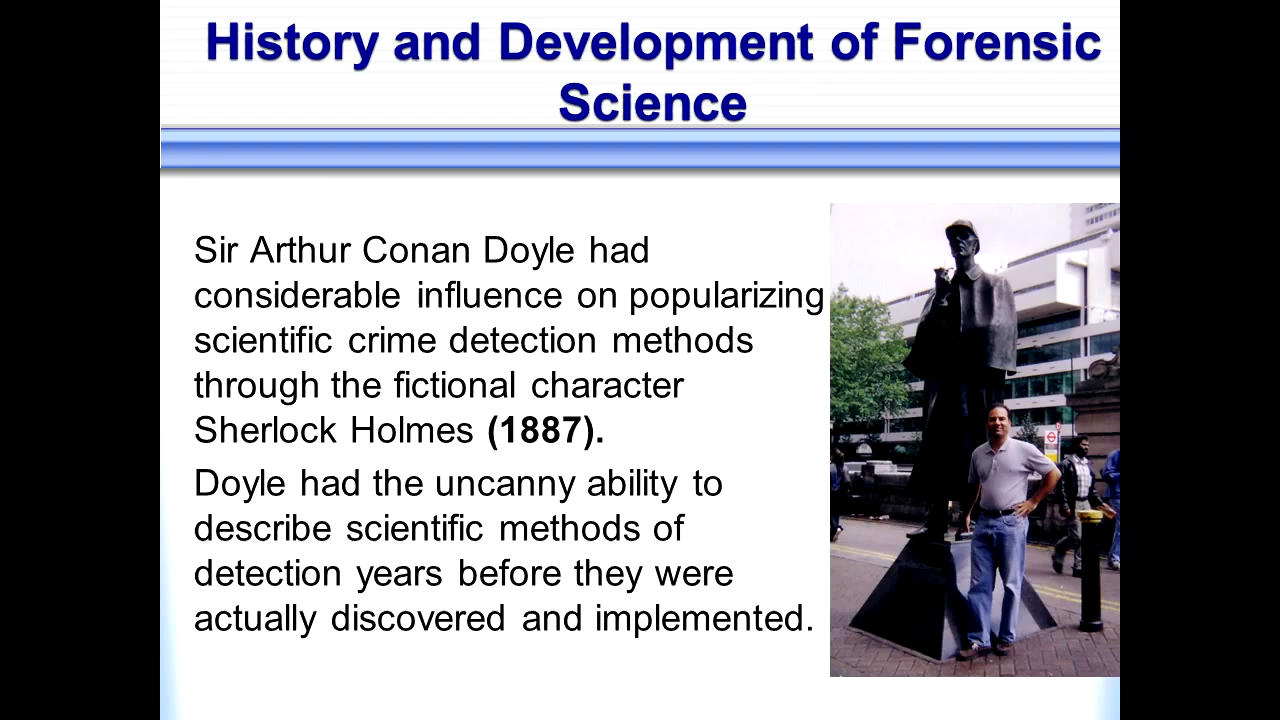 History and Development of Forensic
Science
Sir Arthur Conan Doyle had
considerable influence on popularizing
scientific crime detection methods
through the fictional character
Sherlock Holmes (1887).
Doyle had the uncanny ability to
describe scientific methods of
detection years before they were
actually discovered and implemented.